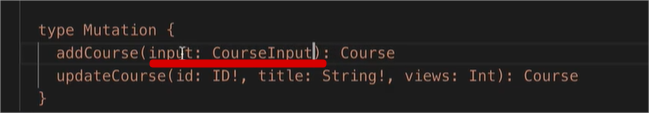 type Mutation {
addCourse(input: CourseInput): Course
updateCourse(id: ID!, title: String!, views: Int): Course
}